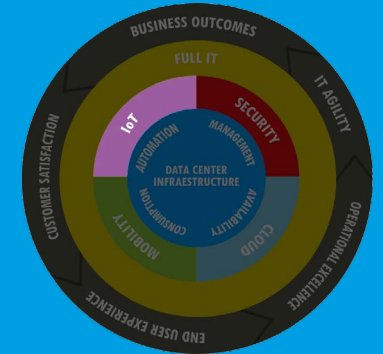 BUSINESS OUTCOMES
IT AGILITY
OPERATIONAL EXCELLENCE
END USER EXPERIENCE
CUSTOMER SATISFACTION
FULL IT
IoT
SECURITY
CLOUD
MOBILITY
AUTOMATION
MANAGEMENT
AVAILABILITY
CONSUMPTION
DATA CENTER
INFRAESTRUCTURE